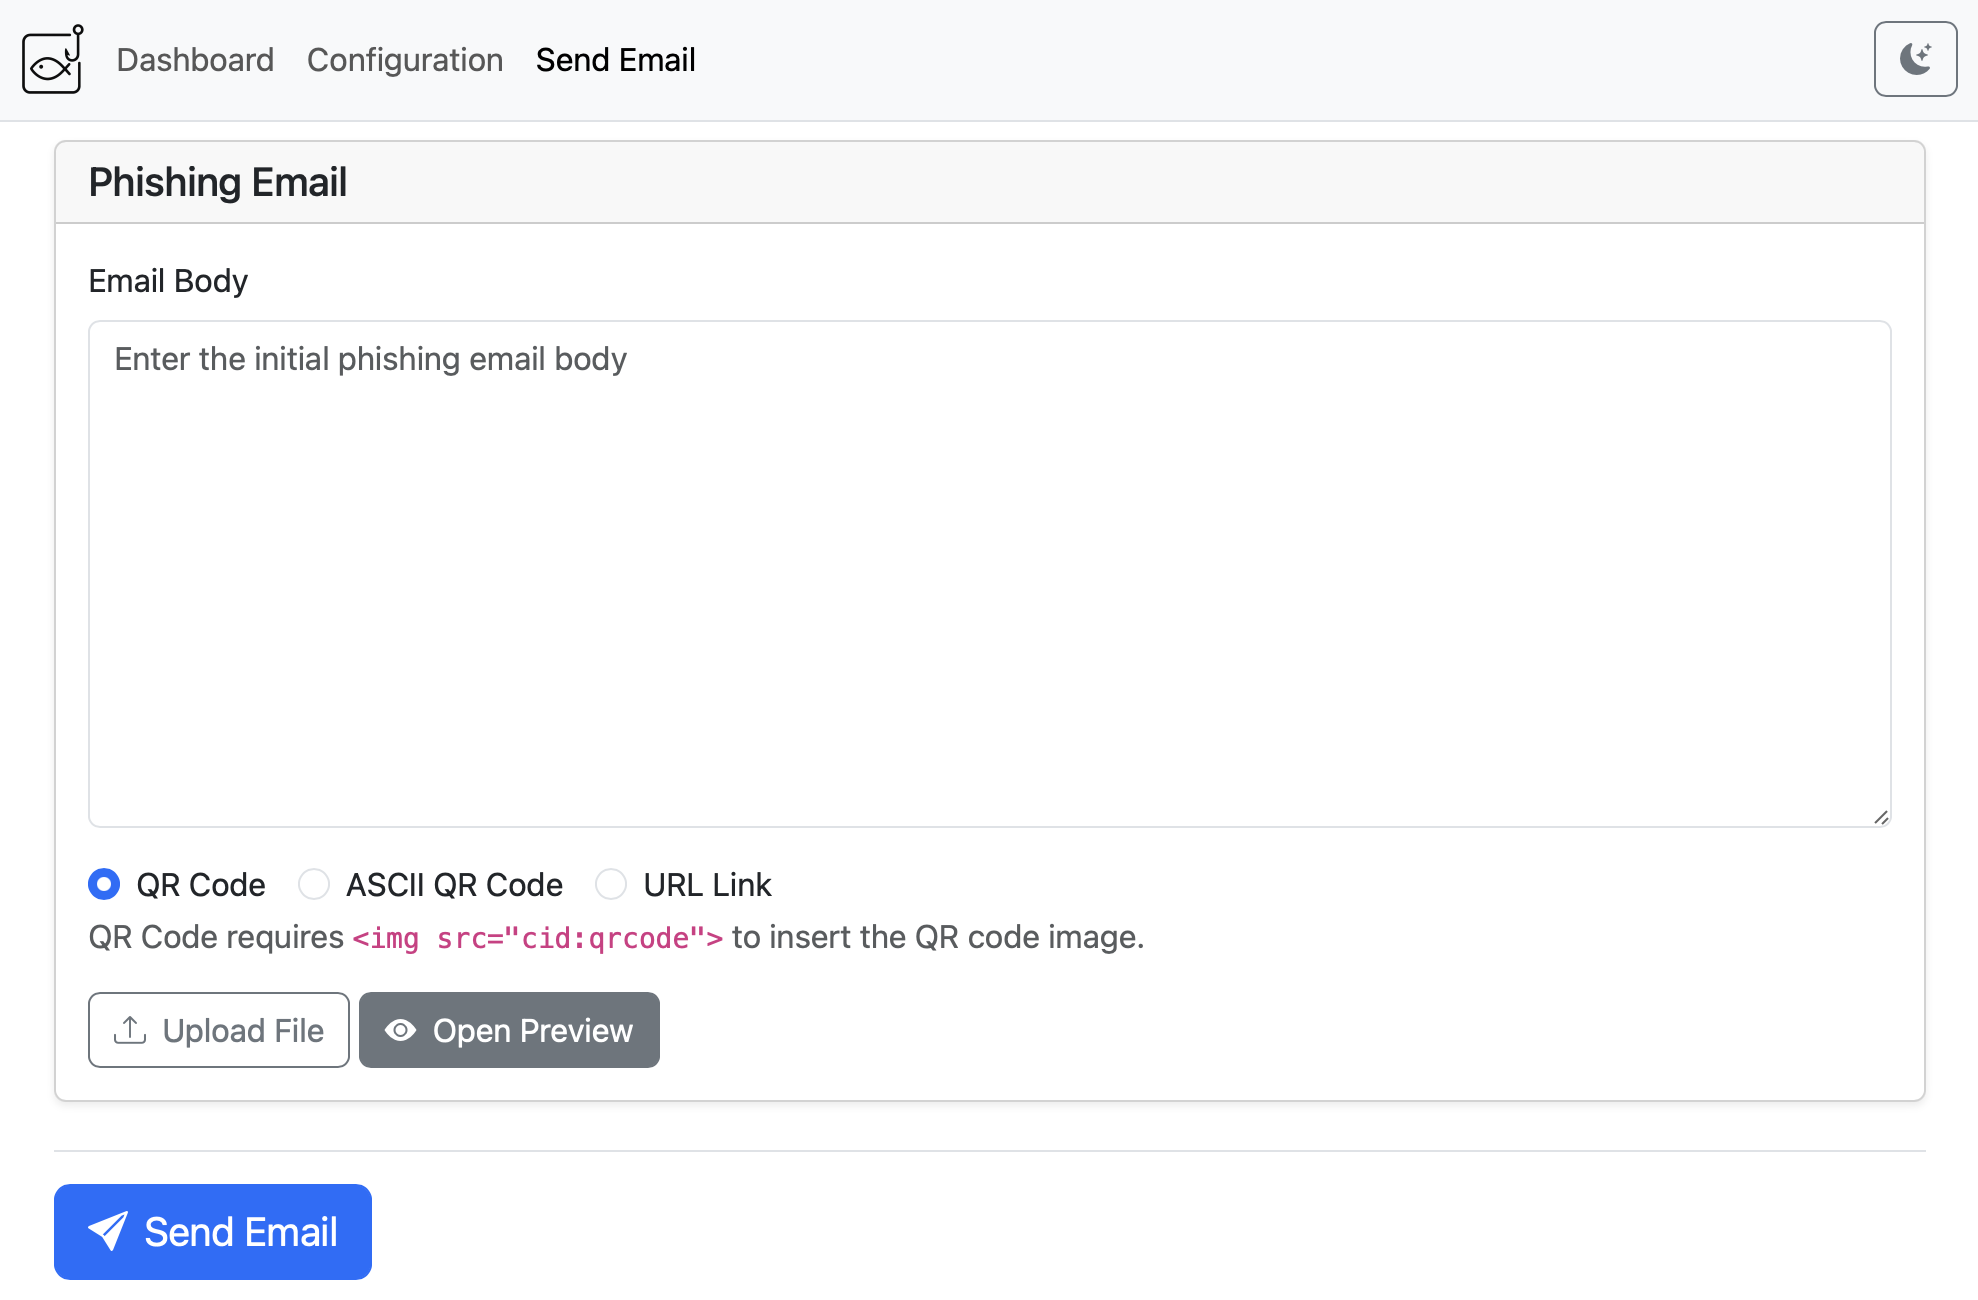 Dashboard Configuration Send Email
Phishing Email
Email Body
Enter the initial phishing email body
QR Code ASCII QR Code URL Link
QR Code requires <img src="cid:qrcode"> to insert the QR code image.
Upload File Open Preview
Send Email